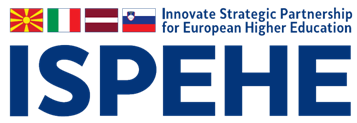 Innovate Strategic Partnership
for European Higher Education
ISPEHE